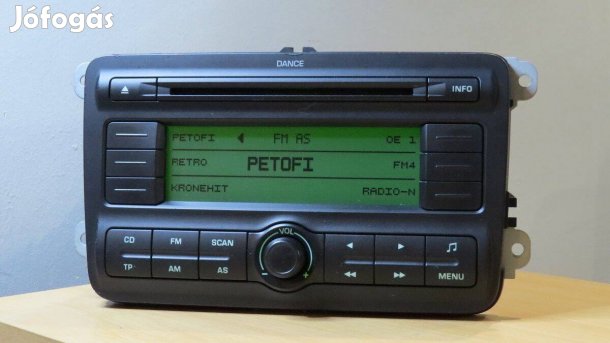 Jófogás
DANCE
INFO
PETOFI FM AS OE 1
RETRO PETOFI FM4
KRONEHIT RADIO-N
VOL
CD FM SCAN
TP AM AS MENU
- +